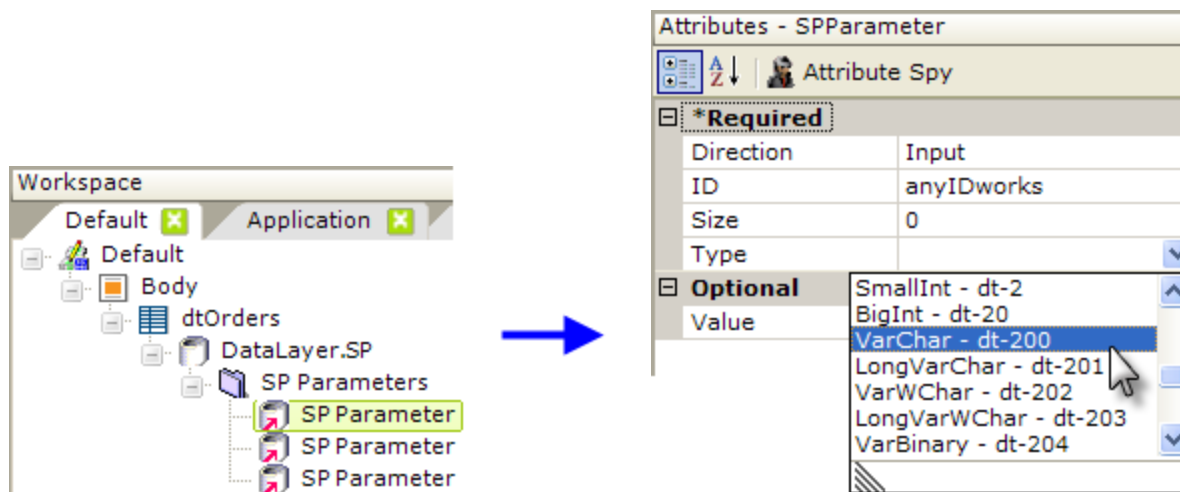 Workspace
Default Application
Default
Body
dtOrders
DataLayer.SP
SP Parameters
SP Parameter
SP Parameter
SP Parameter
Attributes - SPParameter
A Z Attribute Spy
*Required
Direction Input
ID anyIDworks
Size 0
Type
Optional
Value
SmallInt - dt-2
BigInt - dt-20
VarChar - dt-200
LongVarChar - dt-201
VarWChar - dt-202
LongVarWChar - dt-203
VarBinary - dt-204